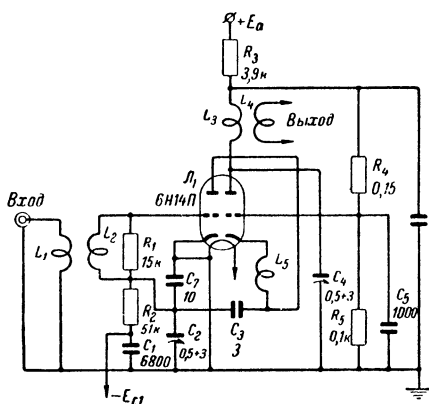 +Eа
R3
3,9к
L3
L4
Выход
Л1
6Н14П
Вход
L1
L2
R1
15к
R2
51к
C1
6800
-Eг1
C7
10
C2
0,5÷3
C3
3
L5
C4
0,5÷3
R4
0,15
R5
0,1к
C5
1000